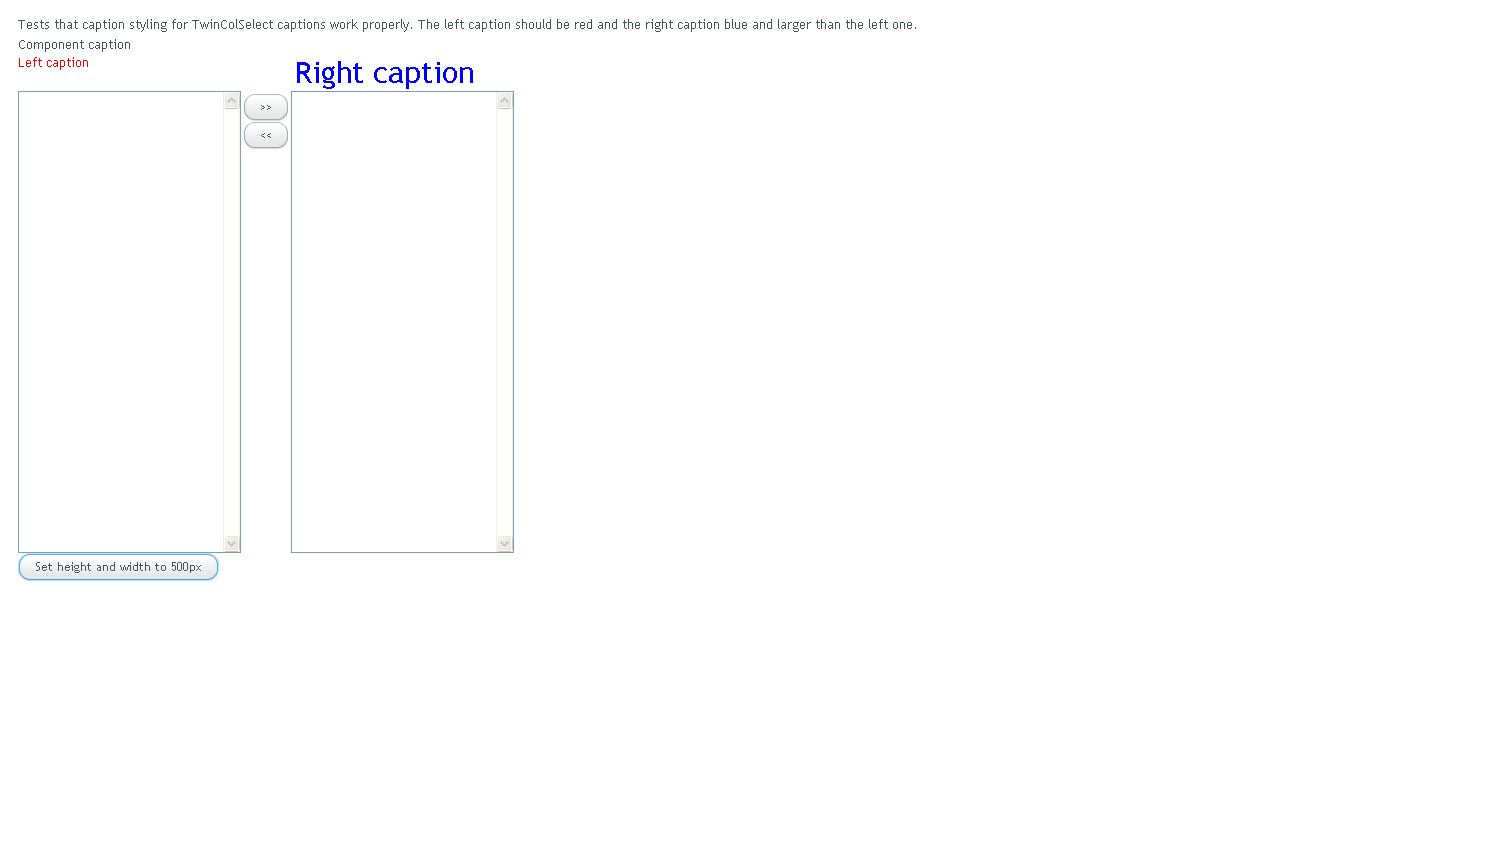 Tests that caption styling for TwinColSelect captions work properly. The left caption should be red and the right caption blue and larger than the left one.
Component caption
Left caption
Right caption
>>
<<
Set height and width to 500px